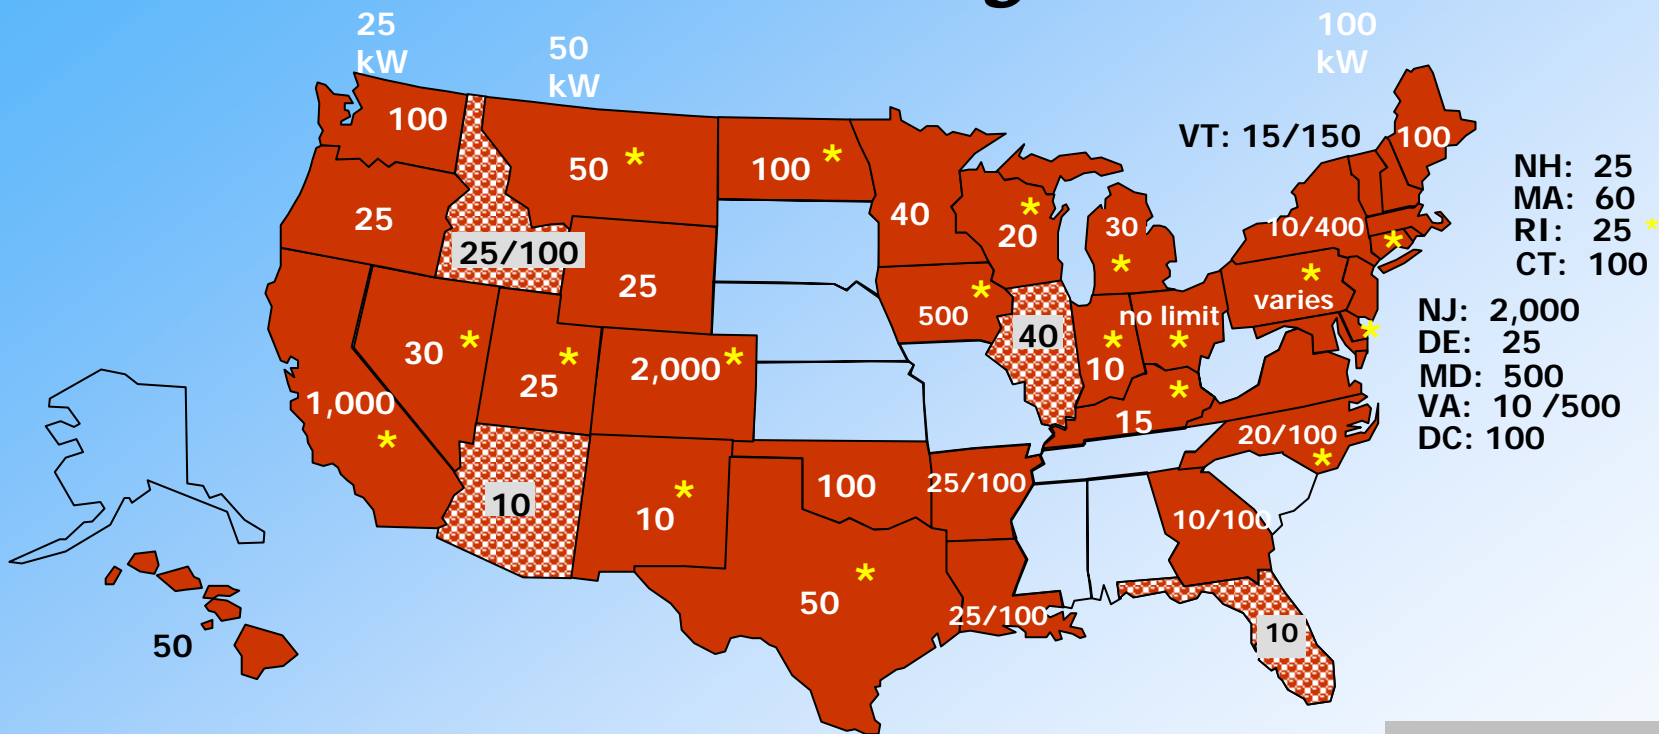 25
kW
50
kW
100
kW
100
50 *
100 *
VT: 15/150
100
NH: 25
MA: 60
RI: 25 *
CT: 100
25
25/100
40
*
20
30
*
10/400
*
25
500 *
40
no limit
*
*
varies
*
NJ: 2,000
DE: 25
MD: 500
VA: 10 /500
DC: 100
30 *
25 *
2,000 *
*
10
1,000
*
*
15
20/100
*
10
10 *
100
25/100
10/100
50 *
25/100
10
50